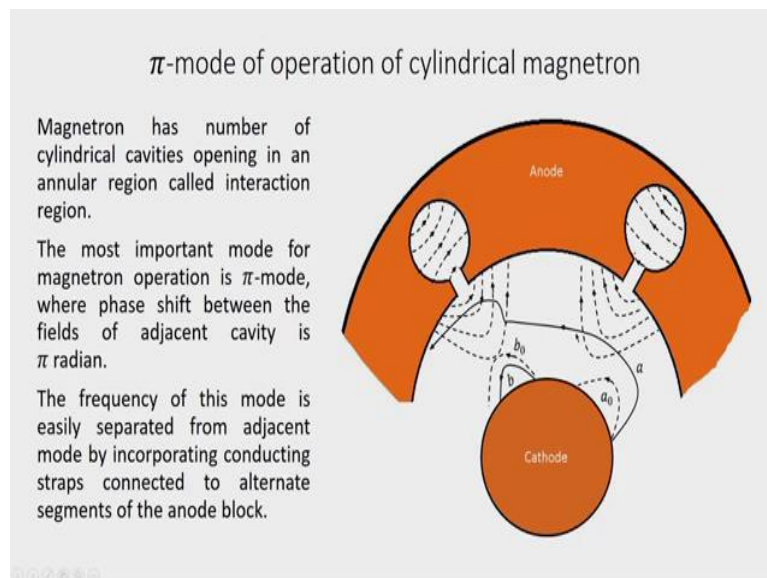 π-mode of operation of cylindrical magnetron
Magnetron has number of
cylindrical cavities opening in an
annular region called interaction
region.
The most important mode for
magnetron operation is π-mode,
where phase shift between the
fields of adjacent cavity is
π radian.
The frequency of this mode is
easily separated from adjacent
mode by incorporating conducting
straps connected to alternate
segments of the anode block.
Anode
b₀
b
a
a₀
Cathode